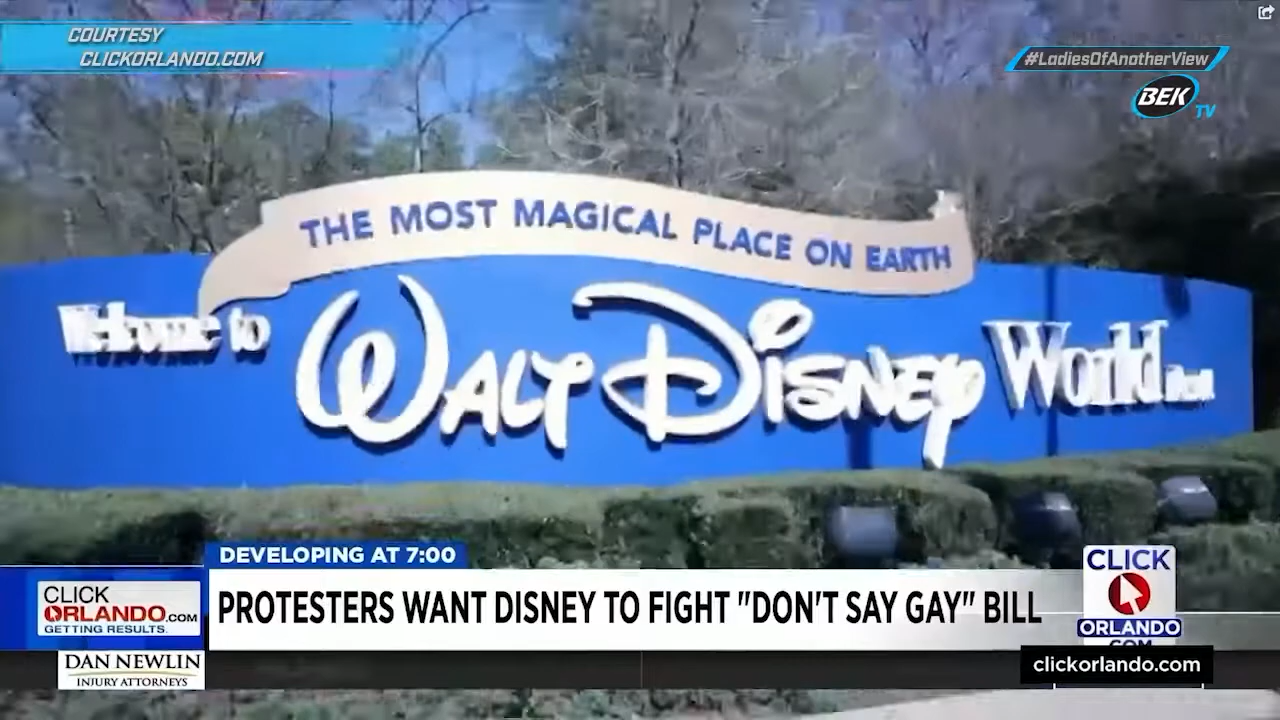 COURTESY
CLICKORLANDO.COM
#LadiesOfAnotherView
BEK
TV
THE MOST MAGICAL PLACE ON EARTH
Welcome to WALT DISNEY World
DEVELOPING AT 7:00
PROTESTERS WANT DISNEY TO FIGHT "DON'T SAY GAY" BILL
CLICK
ORLANDO.COM
GETTING RESULTS.
DAN NEWLIN
INJURY ATTORNEYS
CLICK
ORLANDO
.COM
clickorlando.com